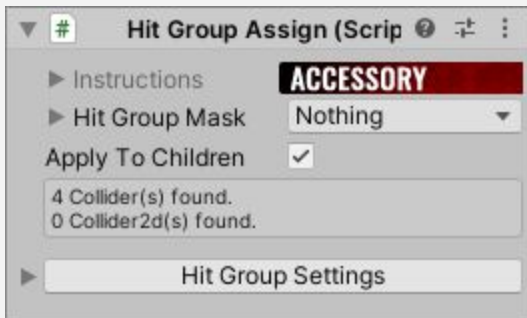 # Hit Group Assign (Scrip
Instructions ACCESSORY
Hit Group Mask Nothing
Apply To Children
4 Collider(s) found.
0 Collider2d(s) found.
Hit Group Settings